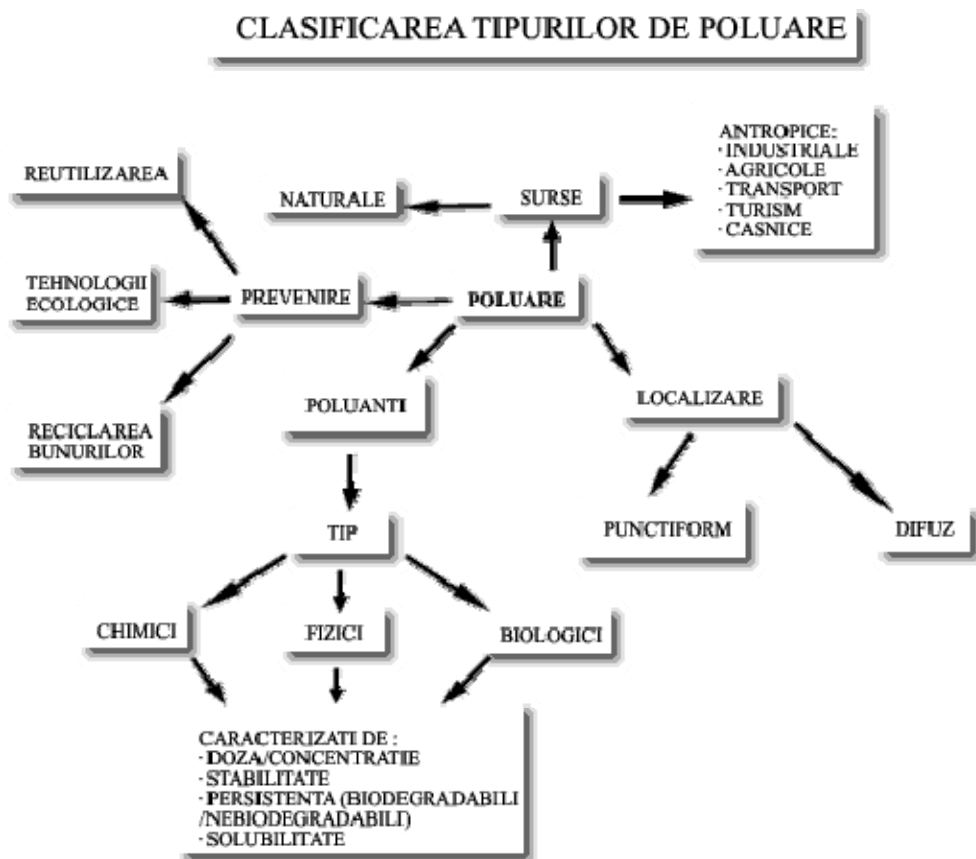 CLASIFICAREA TIPURILOR DE POLUARE
ANTROPICE:
·INDUSTRIALE
·AGRICOLE
·TRANSPORT
·TURISM
·CASNICE
REUTILIZAREA
NATURALE
SURSE
TEHNOLOGII
ECOLOGICE
PREVENIRE
POLUARE
POLUANTI
LOCALIZARE
RECICLAREA
BUNURILOR
TIP
PUNCTIFORM
DIFUZ
CHIMICI
FIZICI
BIOLOGICI
CARACTERIZATI DE :
·DOZA/CONCENTRATIE
·STABILITATE
·PERSISTENTA (BIODEGRADABILI
/NEBIODEGRADABILI)
·SOLUBILITATE